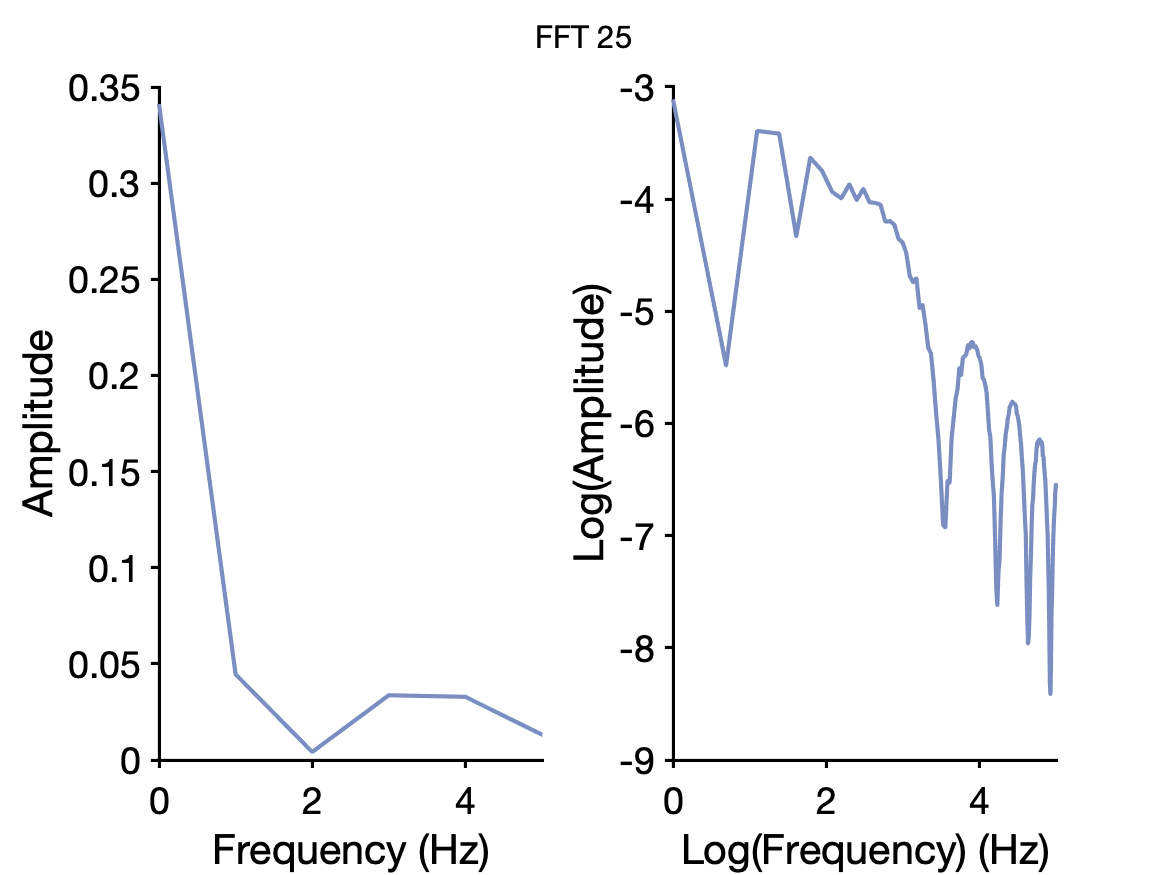 FFT 25
0.35
0.3
0.25
0.2
0.15
0.1
0.05
0
Amplitude
0 2 4
Frequency (Hz)
-3
-4
-5
-6
-7
-8
-9
Log(Amplitude)
0 2 4
Log(Frequency) (Hz)